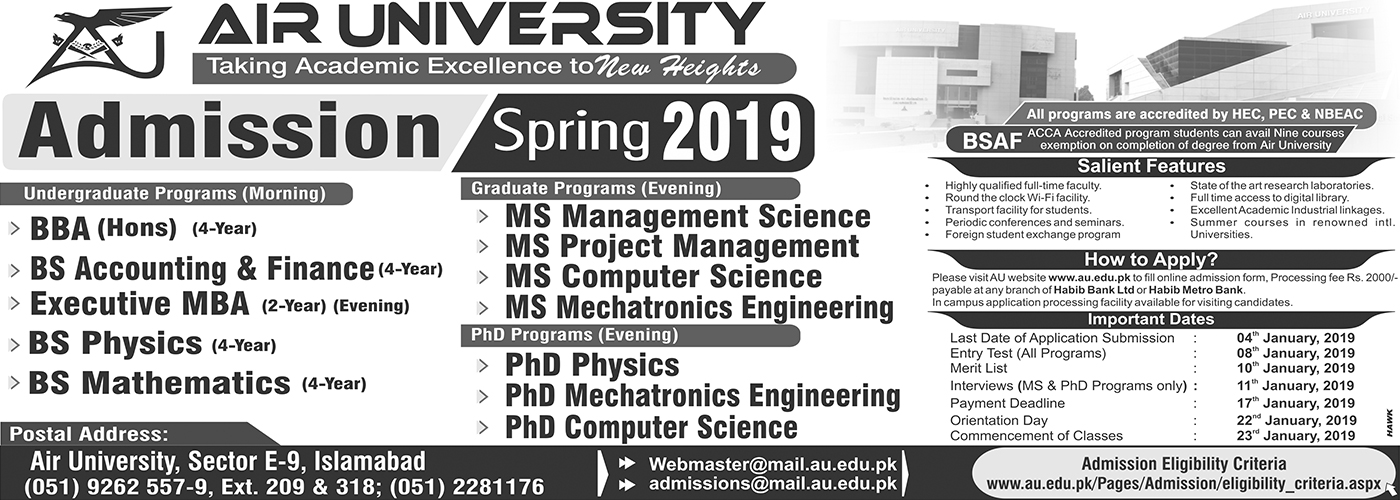 AIR UNIVERSITY
Taking Academic Excellence to New Heights
Admission Spring 2019
Undergraduate Programs (Morning)
BBA (Hons) (4-Year)
BS Accounting & Finance (4-Year)
Executive MBA (2-Year) (Evening)
BS Physics (4-Year)
BS Mathematics (4-Year)
Graduate Programs (Evening)
MS Management Science
MS Project Management
MS Computer Science
MS Mechatronics Engineering
PhD Programs (Evening)
PhD Physics
PhD Mechatronics Engineering
PhD Computer Science
AIR UNIVERSITY
All programs are accredited by HEC, PEC & NBEAC
BSAF ACCA Accredited program students can avail Nine courses
exemption on completion of degree from Air University
Salient Features
• Highly qualified full-time faculty.
• Round the clock Wi-Fi facility.
• Transport facility for students.
• Periodic conferences and seminars.
• Foreign student exchange program
• State of the art research laboratories.
• Full time access to digital library.
• Excellent Academic Industrial linkages.
• Summer courses in renowned intl.
Universities.
How to Apply?
Please visit AU website www.au.edu.pk to fill online admission form, Processing fee Rs. 2000/-
payable at any branch of Habib Bank Ltd or Habib Metro Bank.
In campus application processing facility available for visiting candidates.
Important Dates
Last Date of Application Submission : 04th January, 2019
Entry Test (All Programs) : 08th January, 2019
Merit List : 10th January, 2019
Interviews (MS & PhD Programs only) : 11th January, 2019
Payment Deadline : 17th January, 2019
Orientation Day : 22nd January, 2019
Commencement of Classes : 23rd January, 2019
HAWK
Postal Address:
Air University, Sector E-9, Islamabad
(051) 9262 557-9, Ext. 209 & 318; (051) 2281176
Webmaster@mail.au.edu.pk
admissions@mail.au.edu.pk
Admission Eligibility Criteria
www.au.edu.pk/Pages/Admission/eligibility_criteria.aspx